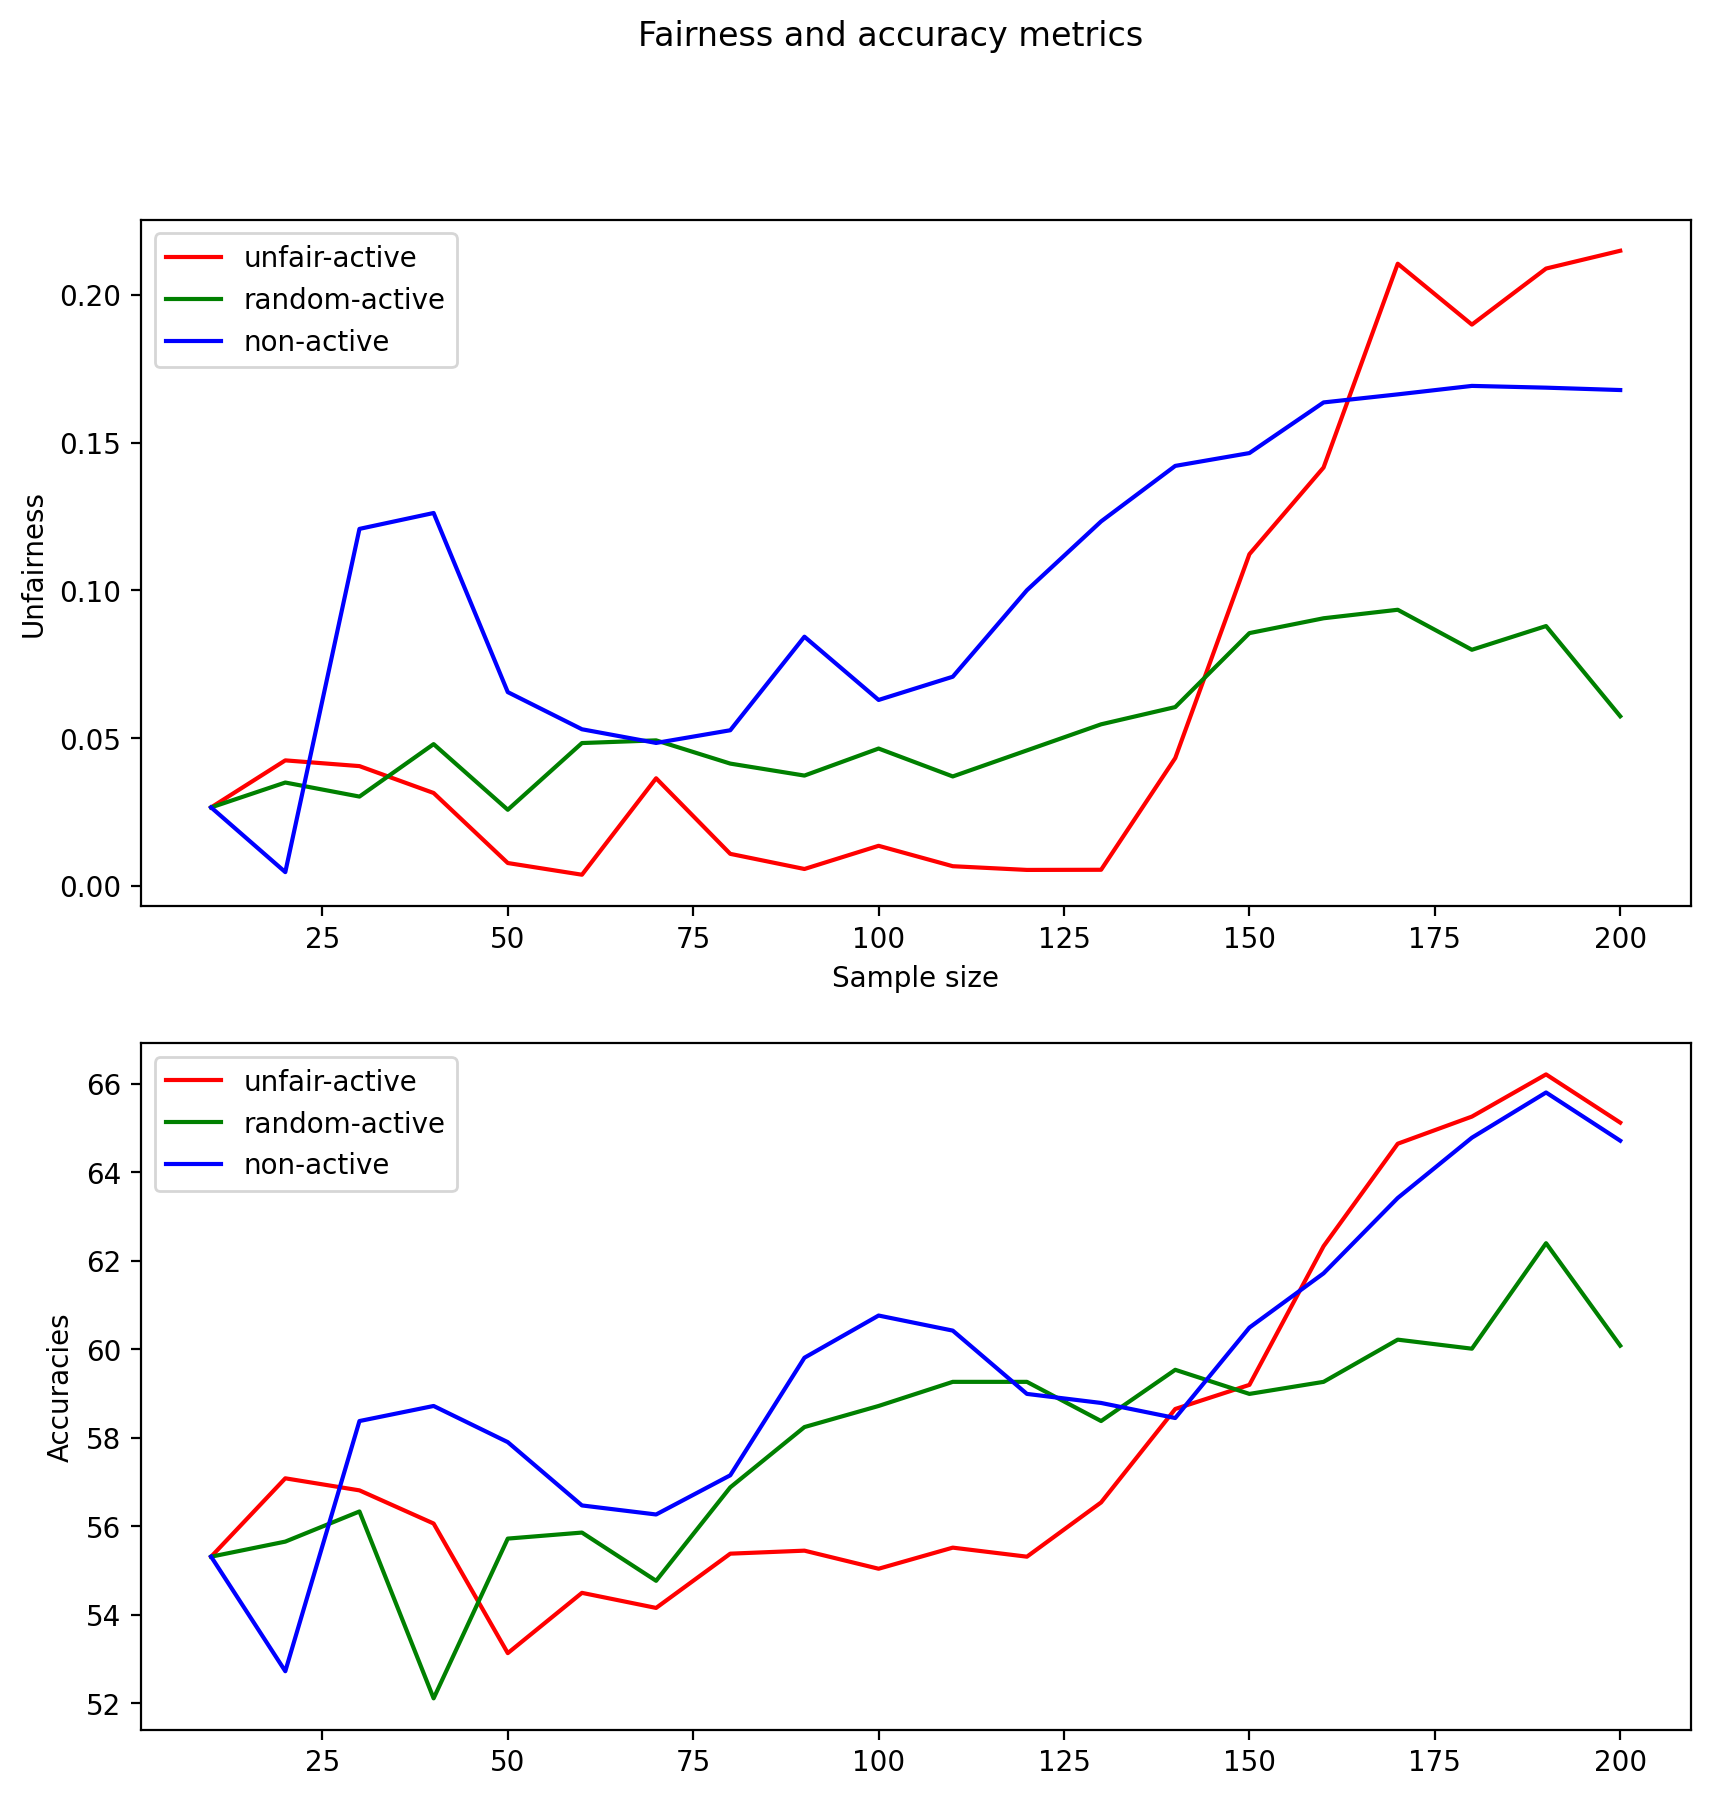 Fairness and accuracy metrics
unfair-active
random-active
non-active
0.20
0.15
0.10
0.05
0.00
Unfairness
25 50 75 100 125 150 175 200
Sample size
unfair-active
random-active
non-active
66
64
62
60
58
56
54
52
Accuracies
25 50 75 100 125 150 175 200